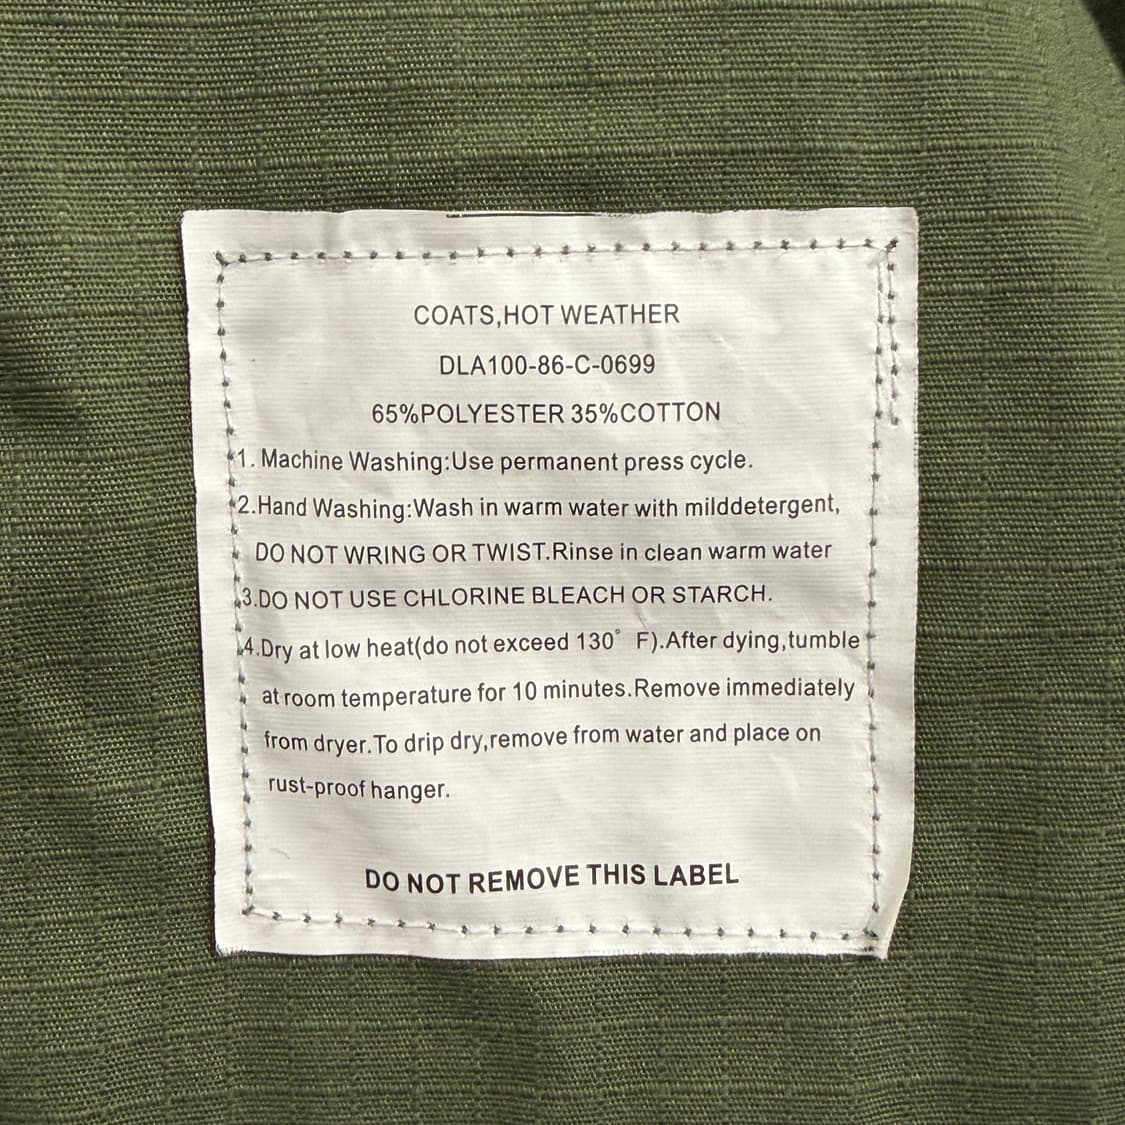 COATS,HOT WEATHER
DLA100-86-C-0699
65%POLYESTER 35%COTTON
1. Machine Washing:Use permanent press cycle.
2.Hand Washing:Wash in warm water with milddetergent,
DO NOT WRING OR TWIST.Rinse in clean warm water
3.DO NOT USE CHLORINE BLEACH OR STARCH.
4.Dry at low heat(do not exceed 130° F).After dying,tumble
at room temperature for 10 minutes.Remove immediately
from dryer.To drip dry,remove from water and place on
rust-proof hanger.
DO NOT REMOVE THIS LABEL